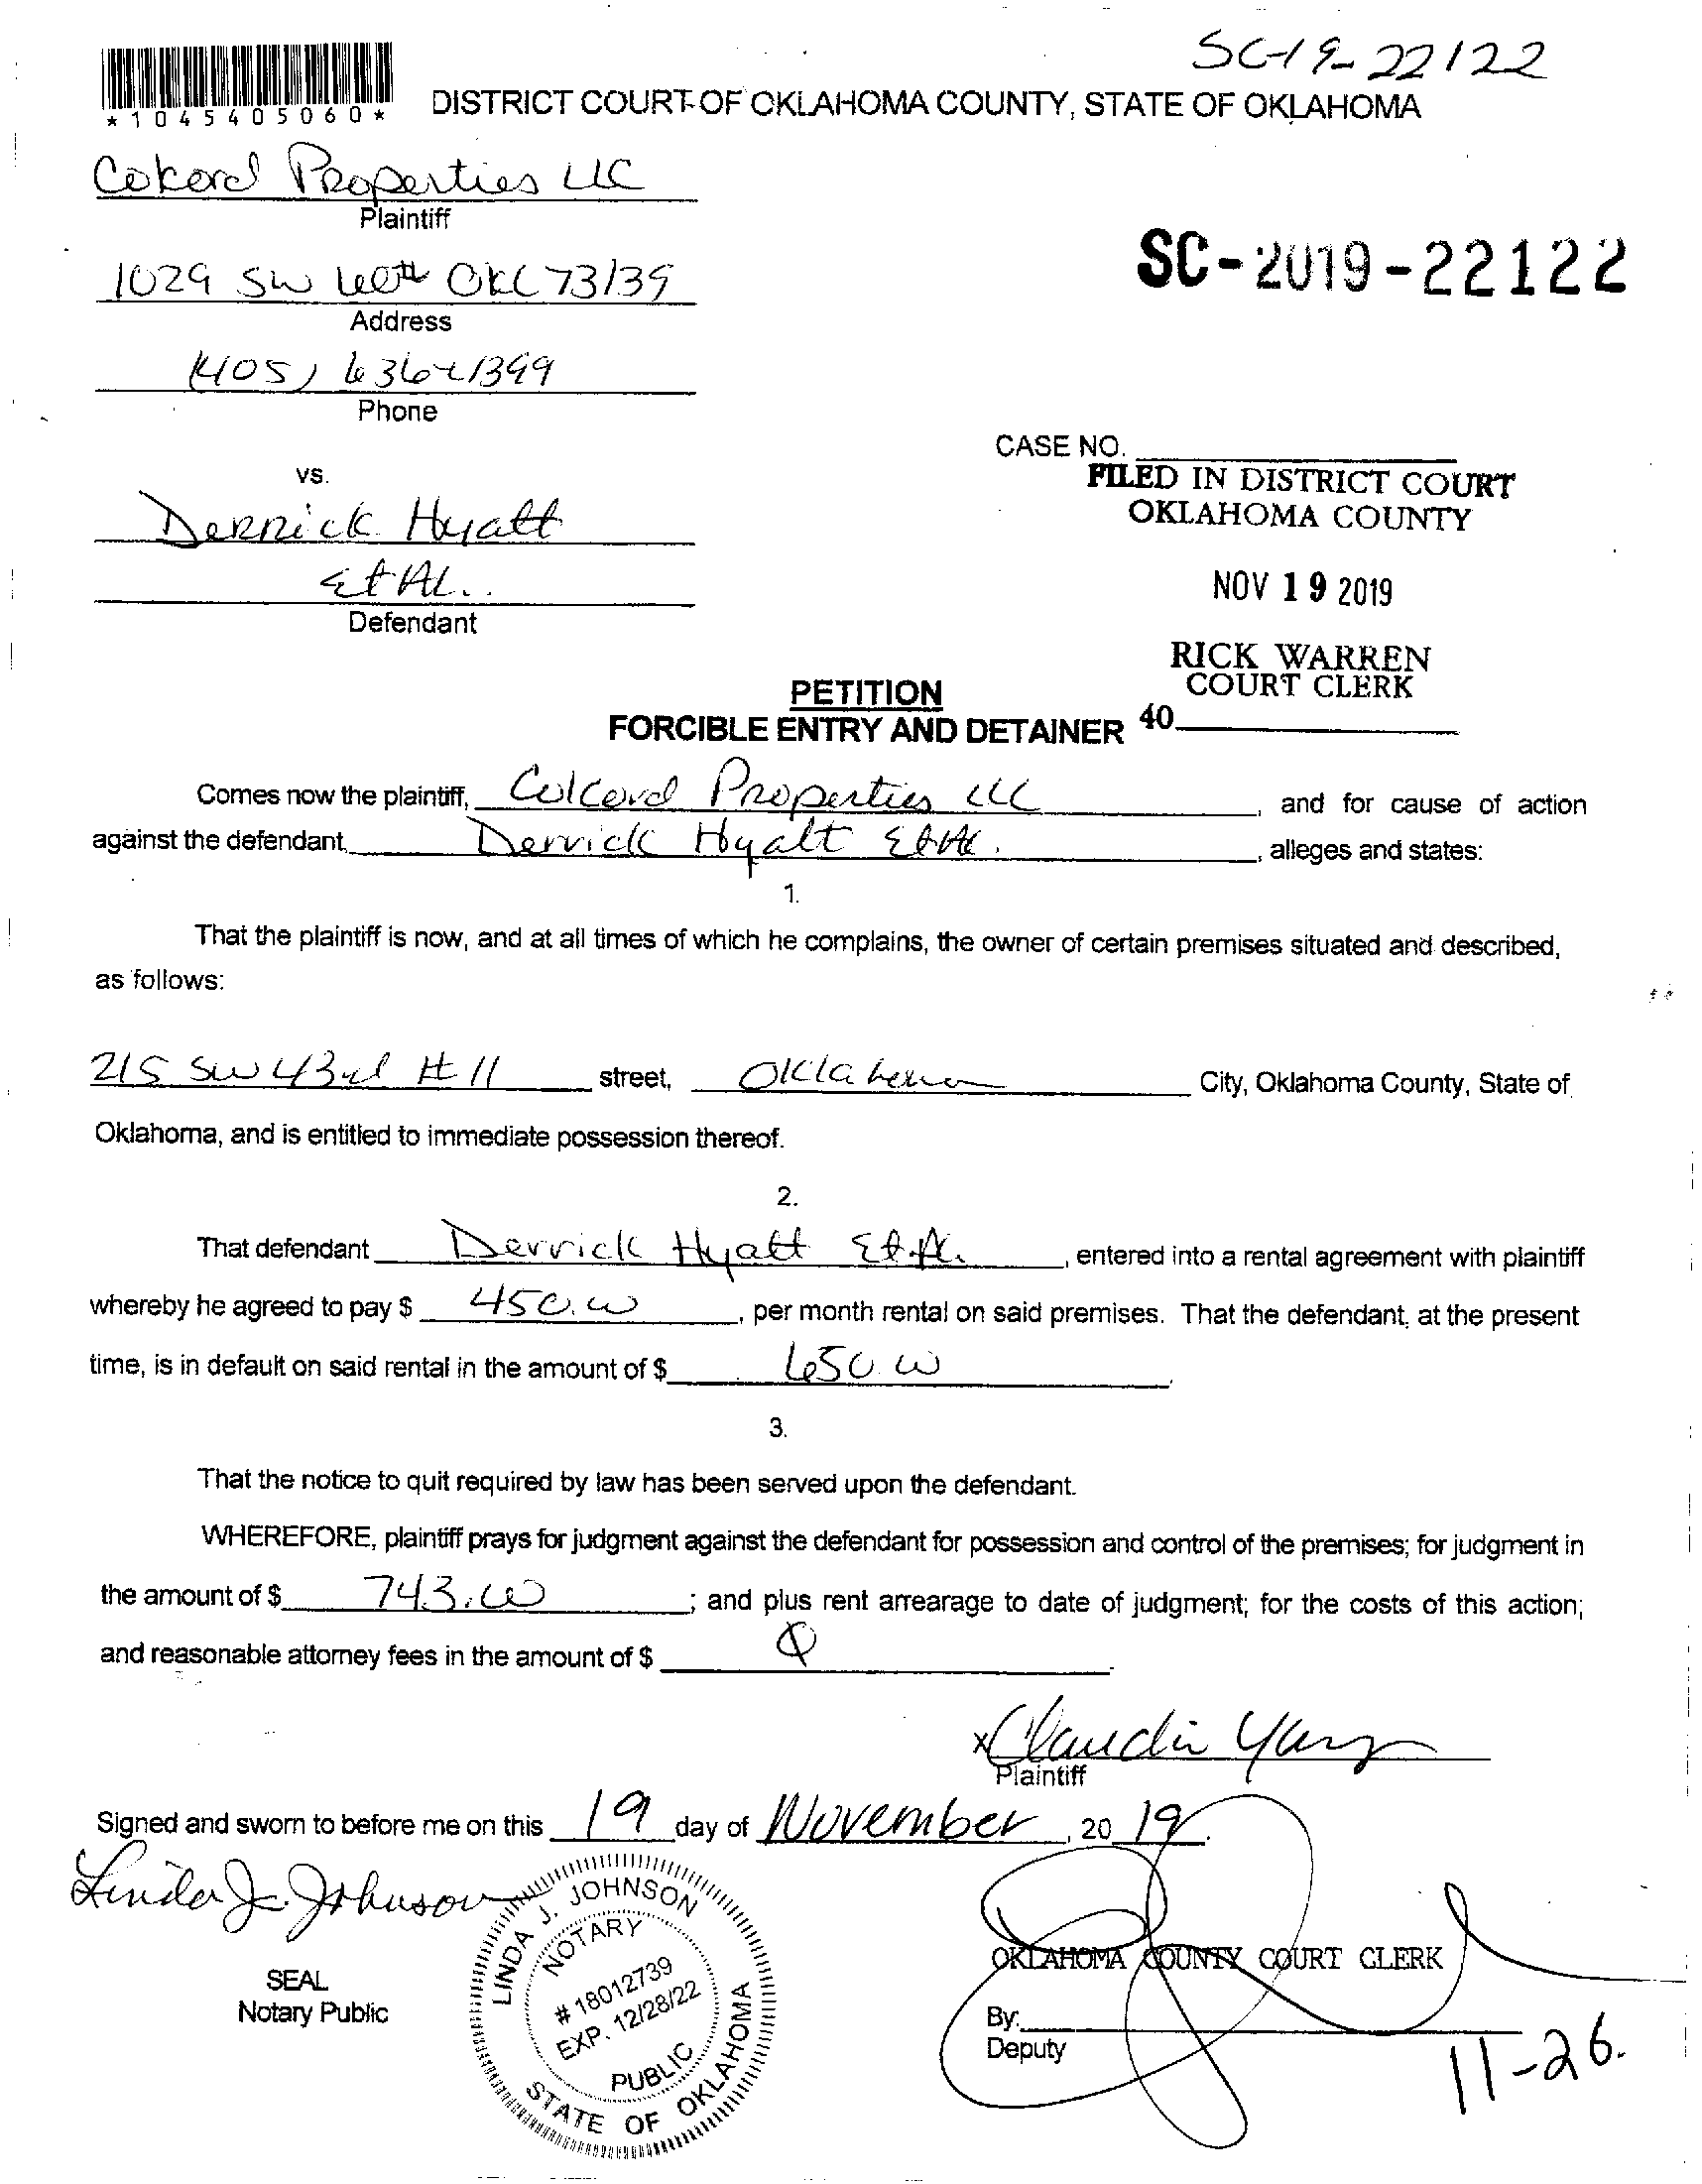 SC-19-22122
*1045405060*
DISTRICT COURT OF OKLAHOMA COUNTY, STATE OF OKLAHOMA
Cokord Properties LLC
Plaintiff
1029 SW 60th OKC 73139
Address
SC-2019-22122
(405) 636-1399
Phone
CASE NO.
FILED IN DISTRICT COURT
OKLAHOMA COUNTY
vs.
Derrick Hyatt
Et Al..
Defendant
NOV 19 2019
RICK WARREN
COURT CLERK
40
PETITION
FORCIBLE ENTRY AND DETAINER
Comes now the plaintiff, Colcord Properties LLC, and for cause of action
against the defendant, Derrick Hyatt Et Al., alleges and states:
1.
That the plaintiff is now, and at all times of which he complains, the owner of certain premises situated and described,
as follows:
215 SW 43rd # 11 street, Oklahoma City, Oklahoma County, State of
Oklahoma, and is entitled to immediate possession thereof.
2.
That defendant Derrick Hyatt Et.Al., entered into a rental agreement with plaintiff
whereby he agreed to pay $ 450.00, per month rental on said premises. That the defendant, at the present
time, is in default on said rental in the amount of $ 650.00.
3.
That the notice to quit required by law has been served upon the defendant.
WHEREFORE, plaintiff prays for judgment against the defendant for possession and control of the premises; for judgment in
the amount of $ 743.00; and plus rent arrearage to date of judgment; for the costs of this action;
and reasonable attorney fees in the amount of $ 0
x Claudia
Plaintiff
Signed and sworn to before me on this 19 day of November, 20 19.
Linda J. Johnson
SEAL
Notary Public
LINDA J. JOHNSON
NOTARY
# 18012739
EXP. 12/28/22
PUBLIC
STATE OF OKLAHOMA
OKLAHOMA COUNTY COURT CLERK
By:
Deputy
11-26.